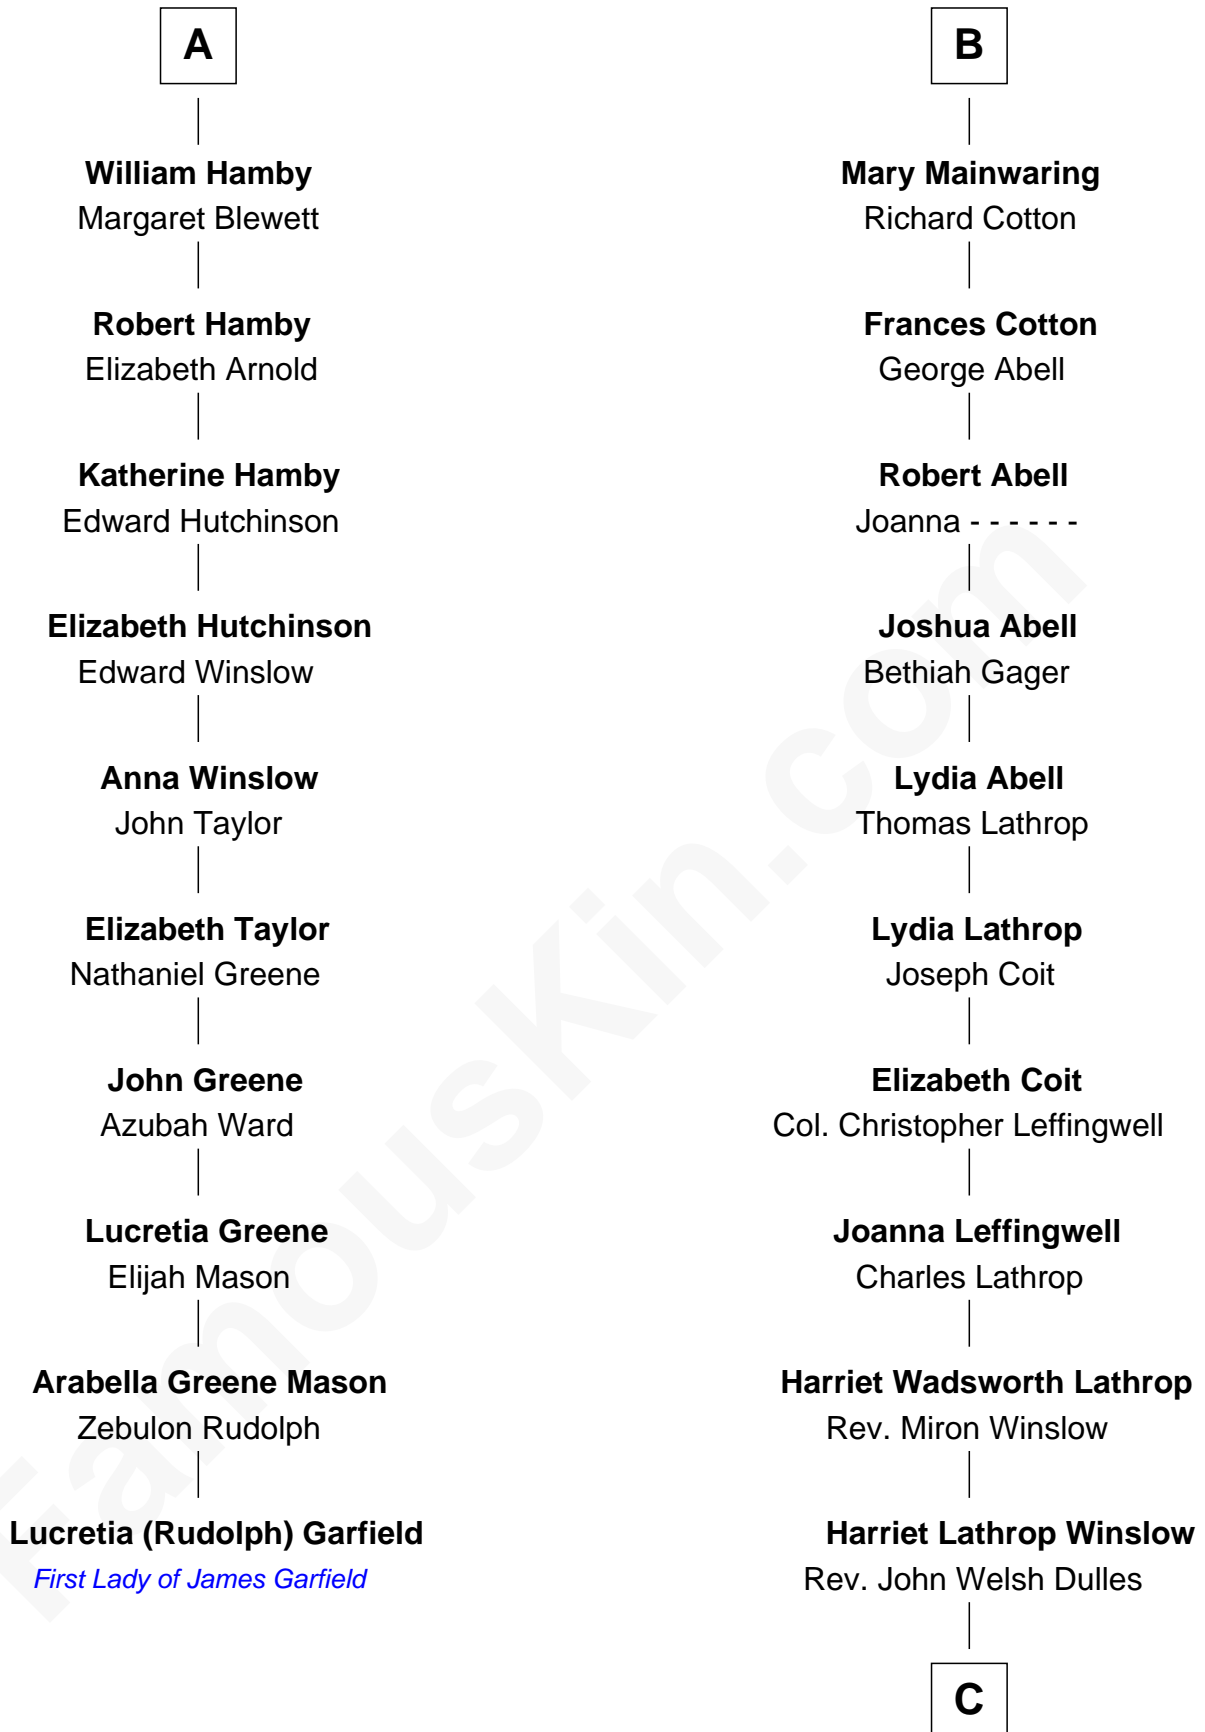 A
William Hamby
Margaret Blewett
Robert Hamby
Elizabeth Arnold
Katherine Hamby
Edward Hutchinson
Elizabeth Hutchinson
Edward Winslow
Anna Winslow
John Taylor
Elizabeth Taylor
Nathaniel Greene
John Greene
Azubah Ward
Lucretia Greene
Elijah Mason
Arabella Greene Mason
Zebulon Rudolph
Lucretia (Rudolph) Garfield
First Lady of James Garfield
B
Mary Mainwaring
Richard Cotton
Frances Cotton
George Abell
Robert Abell
Joanna - - - - - -
Joshua Abell
Bethiah Gager
Lydia Abell
Thomas Lathrop
Lydia Lathrop
Joseph Coit
Elizabeth Coit
Col. Christopher Leffingwell
Joanna Leffingwell
Charles Lathrop
Harriet Wadsworth Lathrop
Rev. Miron Winslow
Harriet Lathrop Winslow
Rev. John Welsh Dulles
C
FamousKin.com